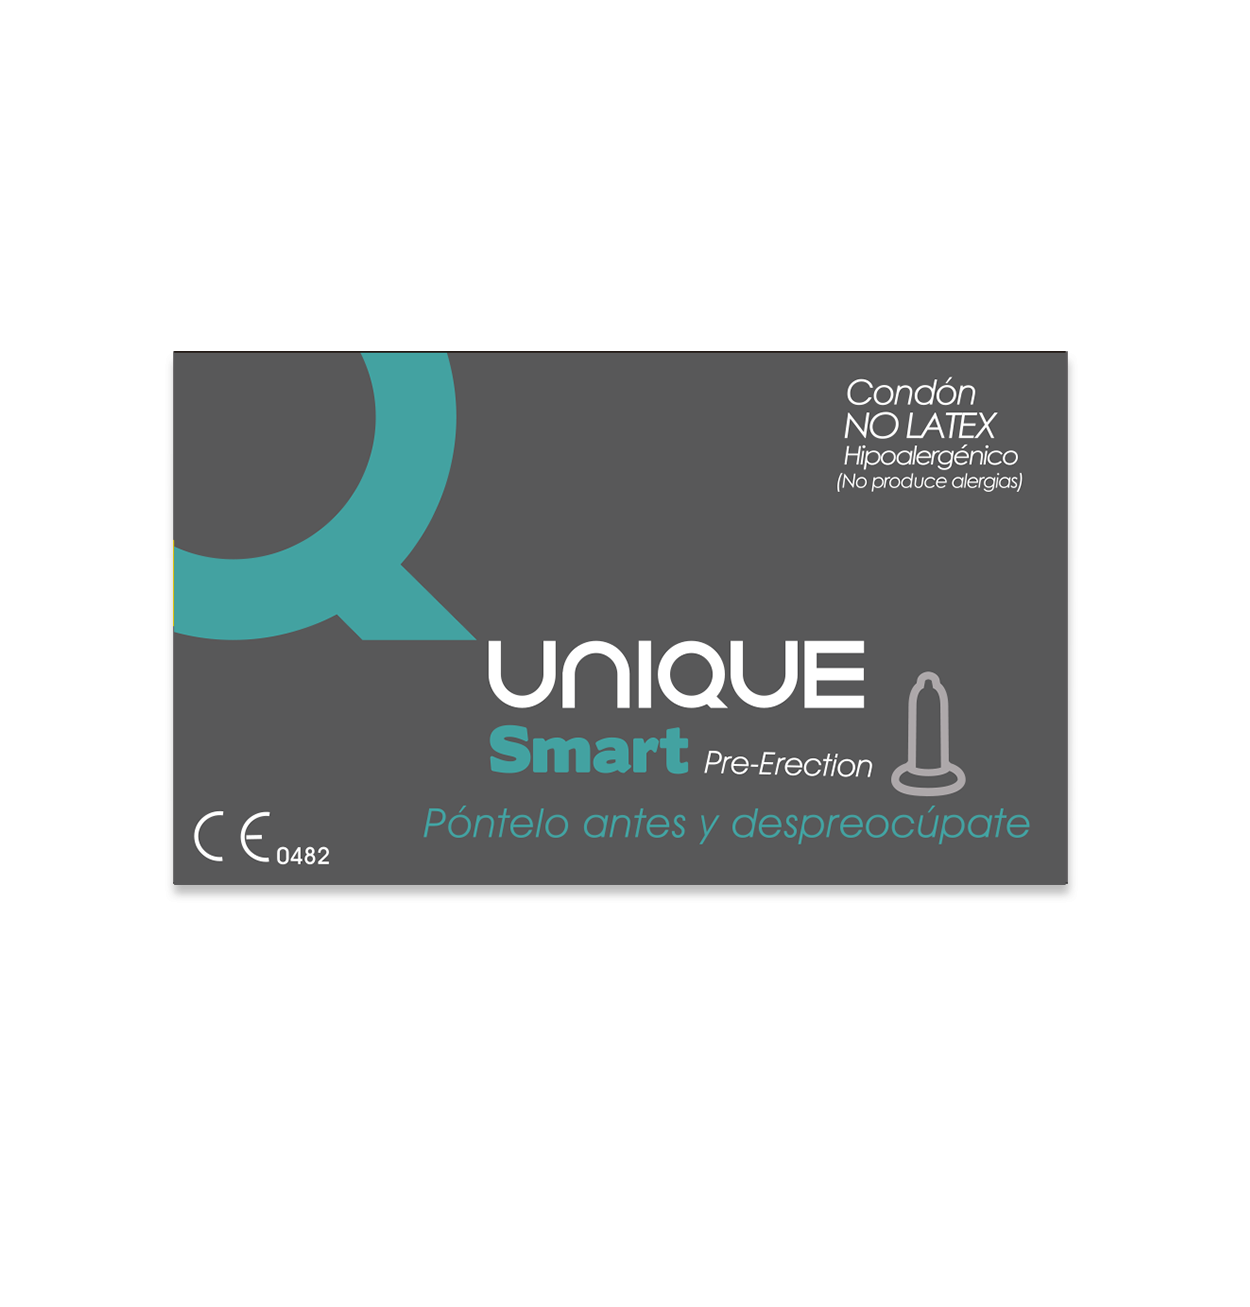 Condón
NO LATEX
Hipoalergénico
(No produce alergias)
UNIQUE
Smart Pre-Erection
Póntelo antes y despreocúpate
CE 0482